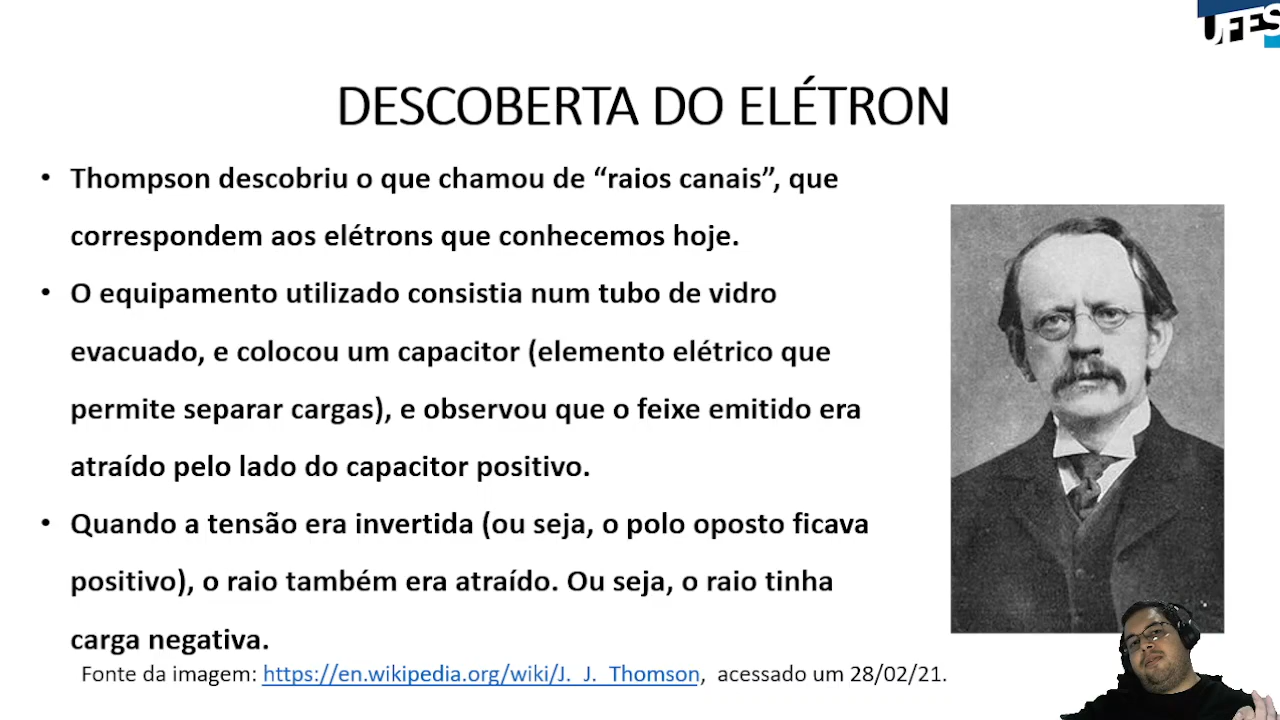 UFES
DESCOBERTA DO ELÉTRON
• Thompson descobriu o que chamou de “raios canais”, que
correspondem aos elétrons que conhecemos hoje.
• O equipamento utilizado consistia num tubo de vidro
evacuado, e colocou um capacitor (elemento elétrico que
permite separar cargas), e observou que o feixe emitido era
atraído pelo lado do capacitor positivo.
• Quando a tensão era invertida (ou seja, o polo oposto ficava
positivo), o raio também era atraído. Ou seja, o raio tinha
carga negativa.
Fonte da imagem: https://en.wikipedia.org/wiki/J._J._Thomson, acessado um 28/02/21.